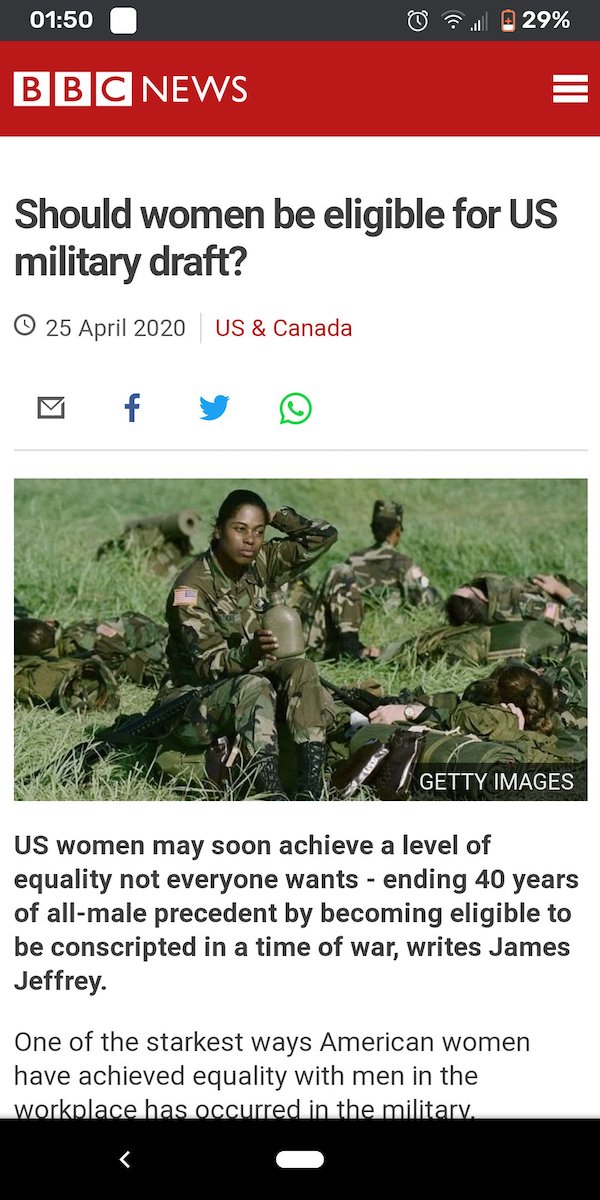 01:50
29%
BBC NEWS
Should women be eligible for US
military draft?
25 April 2020
US & Canada
GETTY IMAGES
US women may soon achieve a level of
equality not everyone wants - ending 40 years
of all-male precedent by becoming eligible to
be conscripted in a time of war, writes James
Jeffrey.
One of the starkest ways American women
have achieved equality with men in the
workplace has occurred in the military.